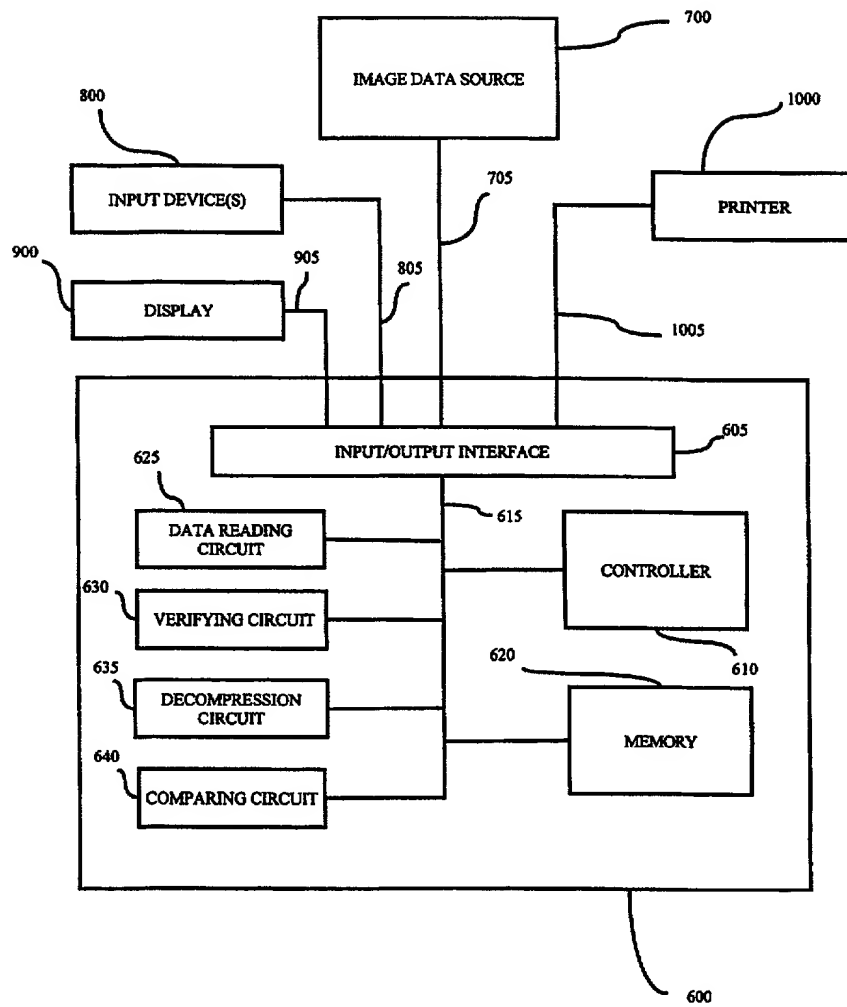 700
IMAGE DATA SOURCE
800
1000
INPUT DEVICE(S)
705
PRINTER
900
905
805
DISPLAY
1005
INPUT/OUTPUT INTERFACE
605
625
615
DATA READING
CIRCUIT
CONTROLLER
630
VERIFYING CIRCUIT
620
610
635
DECOMPRESSION
CIRCUIT
MEMORY
640
COMPARING CIRCUIT
600